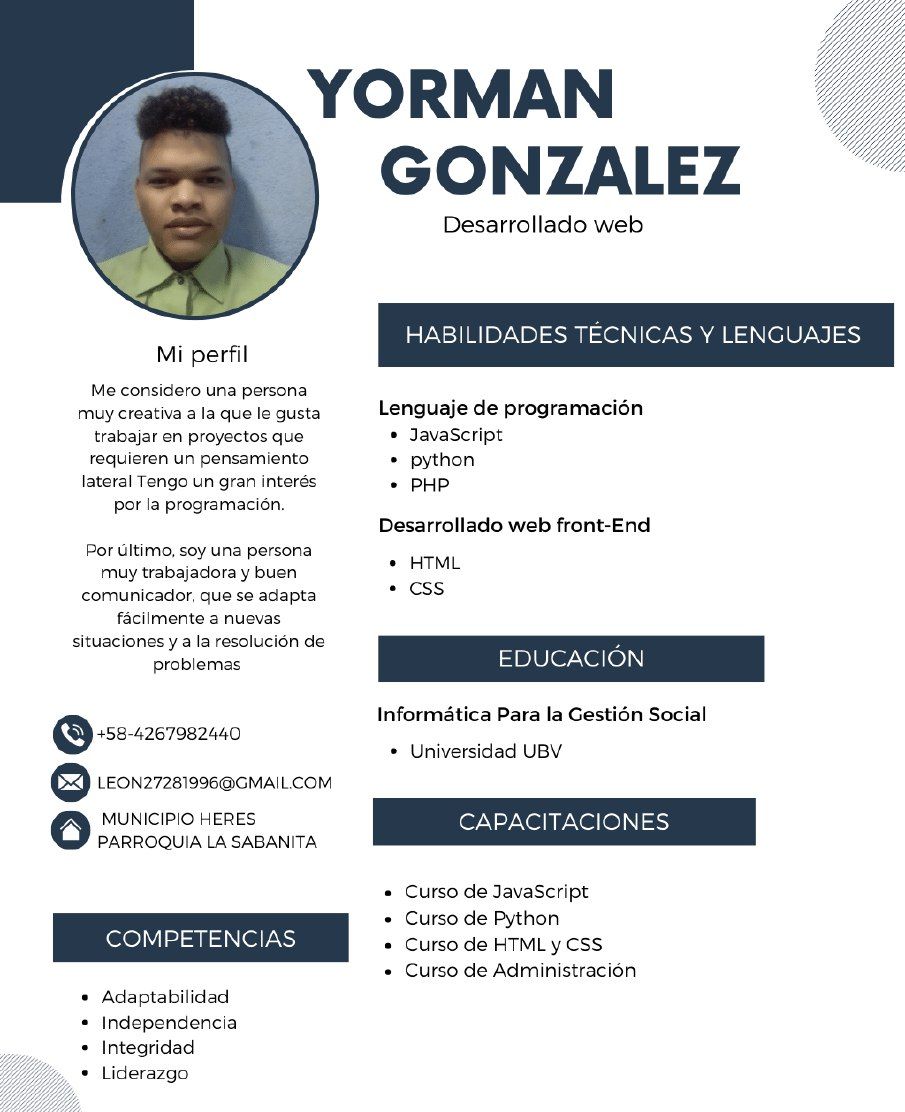 YORMAN
GONZALEZ
Desarrollado web
Mi perfil
Me considero una persona
muy creativa a la que le gusta
trabajar en proyectos que
requieren un pensamiento
lateral Tengo un gran interés
por la programación.
Por último, soy una persona
muy trabajadora y buen
comunicador, que se adapta
fácilmente a nuevas
situaciones y a la resolución de
problemas
+58-4267982440
LEON27281996@GMAIL.COM
MUNICIPIO HERES
PARROQUIA LA SABANITA
COMPETENCIAS
• Adaptabilidad
• Independencia
• Integridad
• Liderazgo
HABILIDADES TÉCNICAS Y LENGUAJES
Lenguaje de programación
• JavaScript
• python
• PHP
Desarrollado web front-End
• HTML
• CSS
EDUCACIÓN
Informática Para la Gestión Social
• Universidad UBV
CAPACITACIONES
• Curso de JavaScript
• Curso de Python
• Curso de HTML y CSS
• Curso de Administración